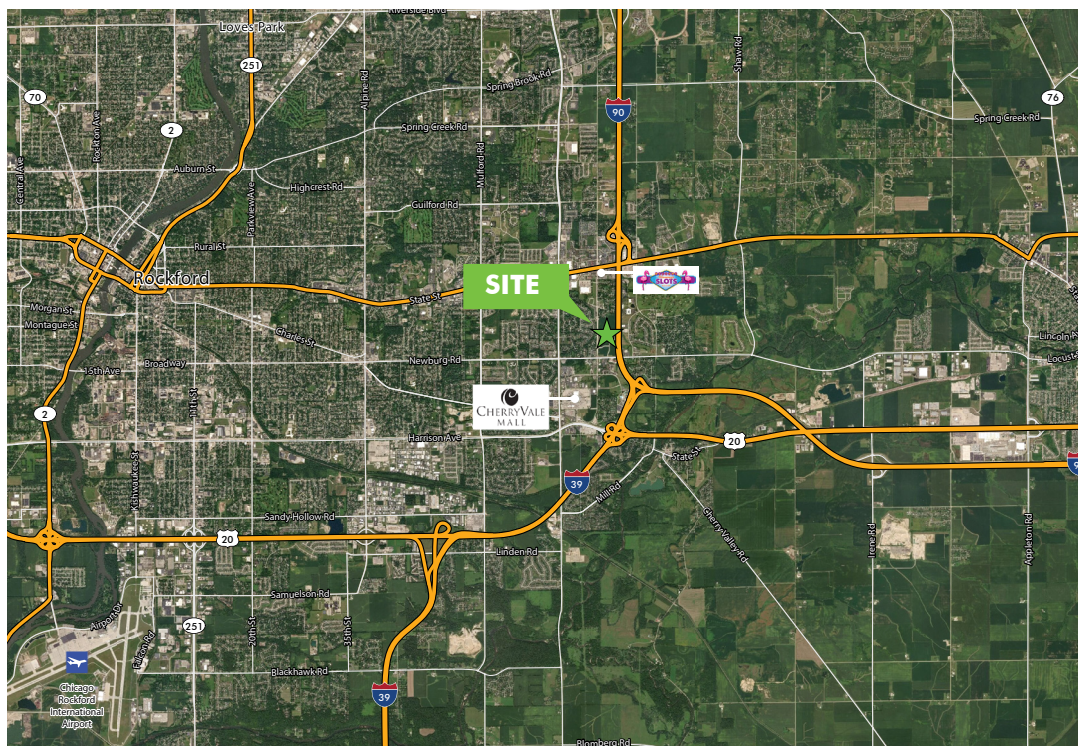 Riverside Blvd
Loves Park
251
Shaw Rd
Alpine Rd
Spring Brook Rd
70
76
90
2
Rockton Ave
Spring Creek Rd
Spring Creek Rd
Central Ave
Auburn St
Mulford Rd
Parkview Ave
Highcrest Rd
Guilford Rd
Rural St
Rockford
SITE
SLOTS
State St
Morgan St
Montague St
Charles St
Lincoln A
Broadway
Newburg Rd
Locust
15th Ave
11th St
CHERRYVALE
MALL
2
Harrison Ave
20
State St
Kishwaukee St
39
9
Mill Rd
Sandy Hollow Rd
Cherry Valley Rd
Irene Rd
Appleton Rd
20
Linden Rd
Samuelson Rd
Airport Dr
251
20th St
35th St
Falcon Rd
Blackhawk Rd
Chicago
Rockford
International
Airport
39
Blomberg Rd